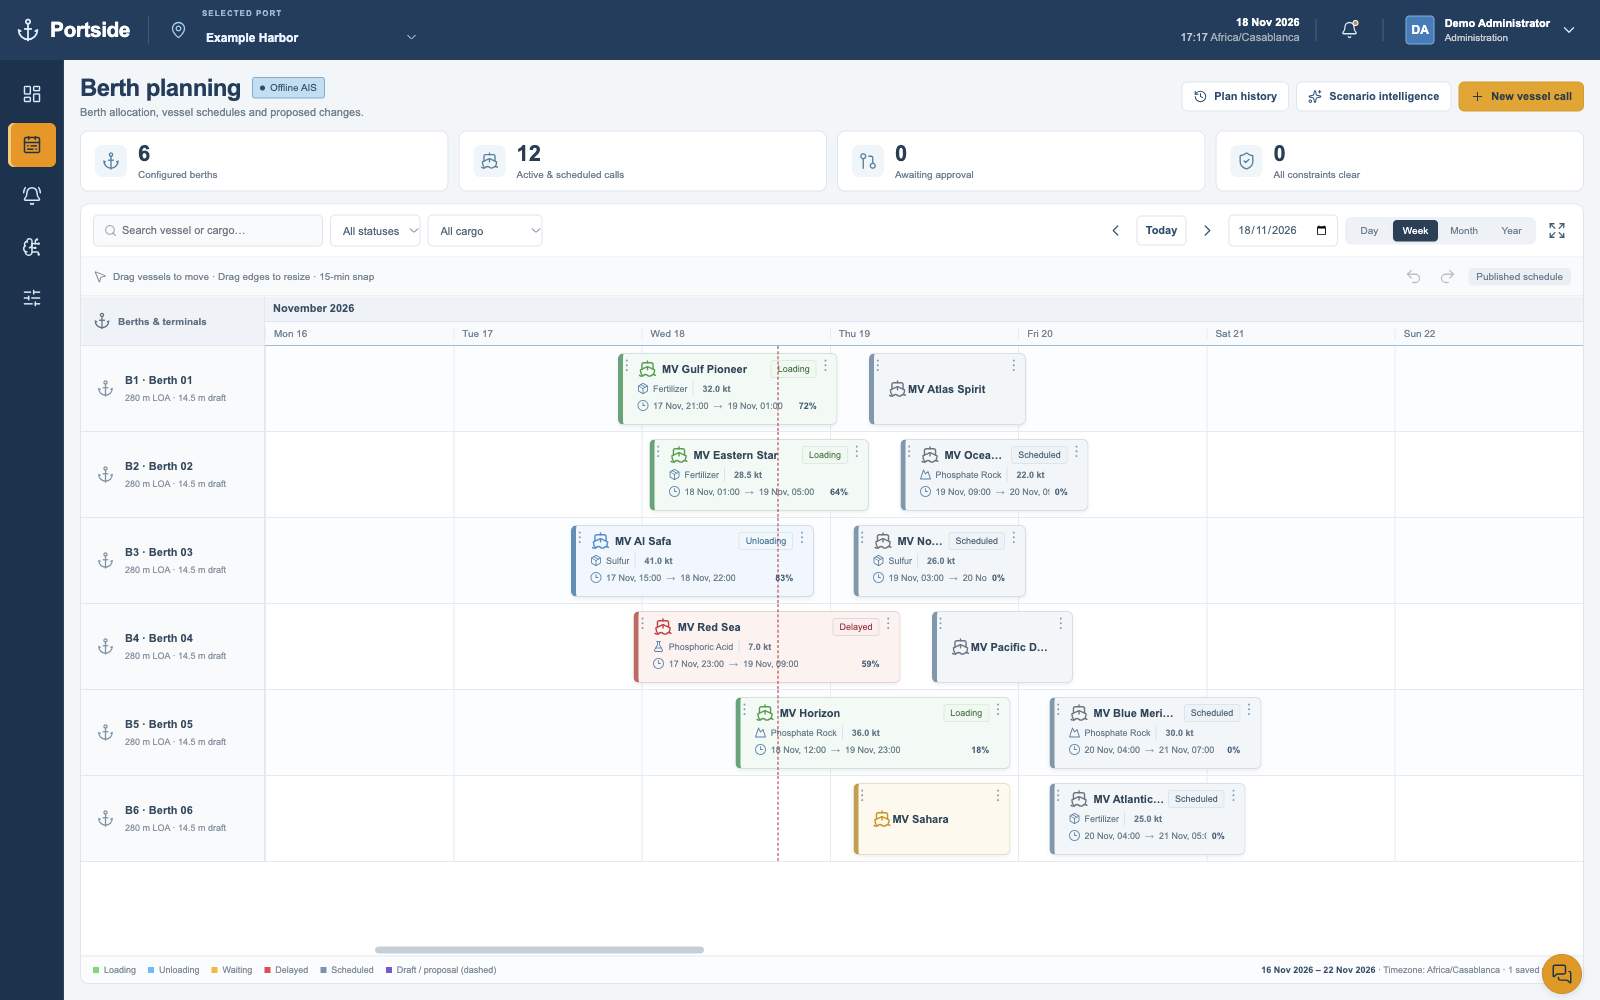 Portside
SELECTED PORT
Example Harbor
18 Nov 2026
17:17 Africa/Casablanca
DA
Demo Administrator
Administration
Berth planning
Offline AIS
Berth allocation, vessel schedules and proposed changes.
Plan history
Scenario intelligence
New vessel call
6
Configured berths
12
Active & scheduled calls
0
Awaiting approval
0
All constraints clear
Search vessel or cargo…
All statuses
All cargo
Today
18/11/2026
Day
Week
Month
Year
Drag vessels to move · Drag edges to resize · 15-min snap
Published schedule
Berths & terminals
November 2026
Mon 16
Tue 17
Wed 18
Thu 19
Fri 20
Sat 21
Sun 22
B1 · Berth 01
280 m LOA · 14.5 m draft
MV Gulf Pioneer
Loading
Fertilizer
32.0 kt
17 Nov, 21:00 → 19 Nov, 01:00
72%
MV Atlas Spirit
B2 · Berth 02
280 m LOA · 14.5 m draft
MV Eastern Star
Loading
Fertilizer
28.5 kt
18 Nov, 01:00 → 19 Nov, 05:00
64%
MV Ocea…
Scheduled
Phosphate Rock
22.0 kt
19 Nov, 09:00 → 20 Nov,
0%
B3 · Berth 03
280 m LOA · 14.5 m draft
MV Al Safa
Unloading
Sulfur
41.0 kt
17 Nov, 15:00 → 18 Nov, 22:00
83%
MV No…
Scheduled
Sulfur
26.0 kt
19 Nov, 03:00 → 20 No
0%
B4 · Berth 04
280 m LOA · 14.5 m draft
MV Red Sea
Delayed
Phosphoric Acid
7.0 kt
17 Nov, 23:00 → 19 Nov, 09:00
59%
MV Pacific D…
B5 · Berth 05
280 m LOA · 14.5 m draft
MV Horizon
Loading
Phosphate Rock
36.0 kt
18 Nov, 12:00 → 19 Nov, 23:00
18%
MV Blue Meri…
Scheduled
Phosphate Rock
30.0 kt
20 Nov, 04:00 → 21 Nov, 07:00
0%
B6 · Berth 06
280 m LOA · 14.5 m draft
MV Sahara
MV Atlantic…
Scheduled
Fertilizer
25.0 kt
20 Nov, 04:00 → 21 Nov,
0%
Loading
Unloading
Waiting
Delayed
Scheduled
Draft / proposal (dashed)
16 Nov 2026 – 22 Nov 2026 · Timezone: Africa/Casablanca · 1 saved